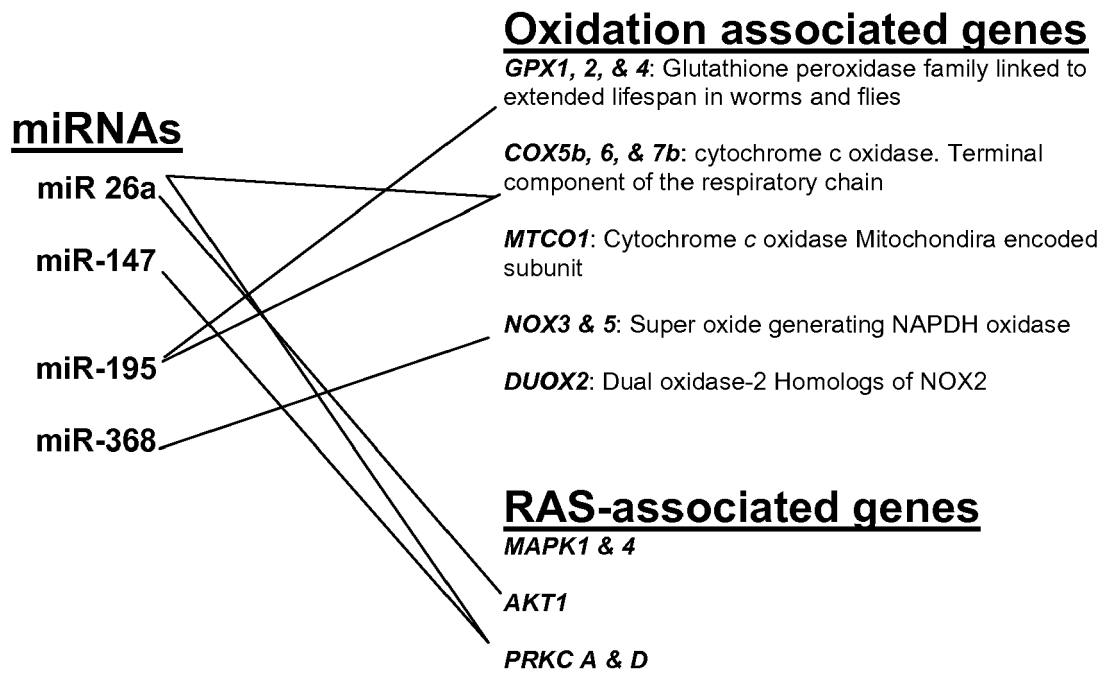 miRNAs
miR 26a
miR-147
miR-195
miR-368
Oxidation associated genes
GPX1, 2, & 4: Glutathione peroxidase family linked to
extended lifespan in worms and flies
COX5b, 6, & 7b: cytochrome c oxidase. Terminal
component of the respiratory chain
MTCO1: Cytochrome c oxidase Mitochondira encoded
subunit
NOX3 & 5: Super oxide generating NAPDH oxidase
DUOX2: Dual oxidase-2 Homologs of NOX2
RAS-associated genes
MAPK1 & 4
AKT1
PRKC A & D